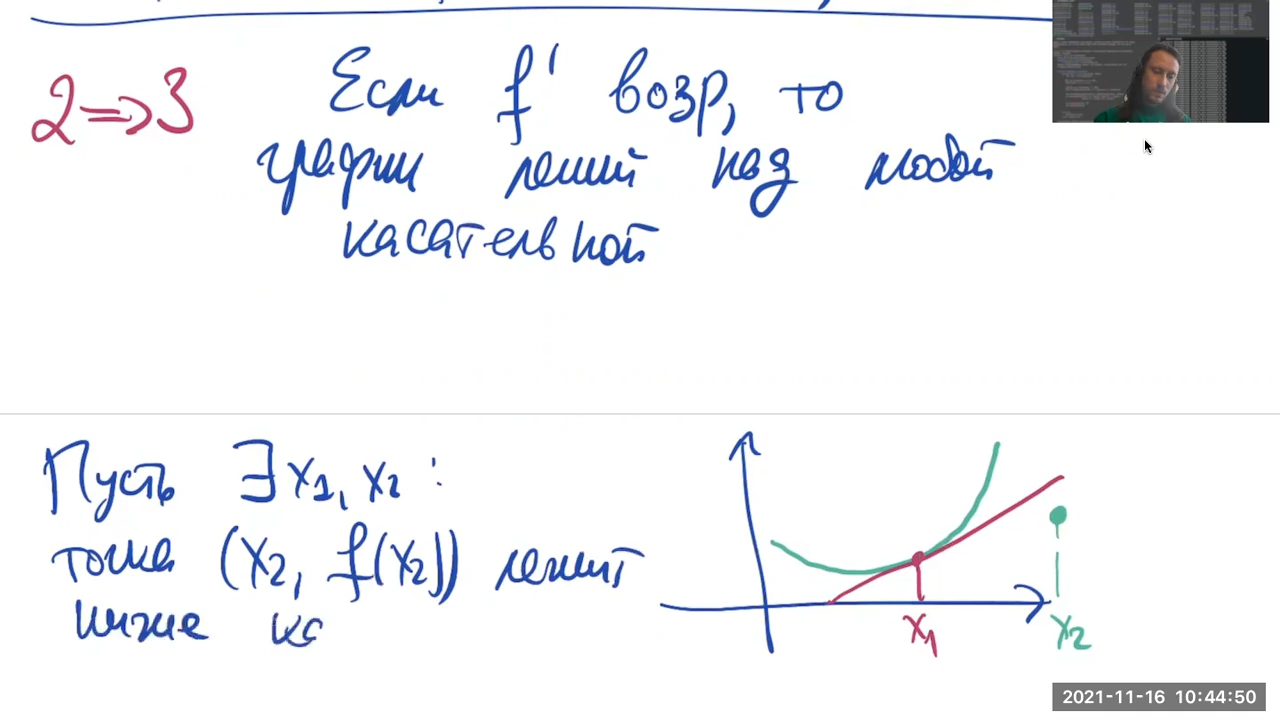 2 => 3 Если f' возр, то
график лежит над любой
касательной
Пусть ∃ x1, x2 :
точка (x2, f(x2)) лежит
ниже ка
x1 x2
2021-11-16 10:44:50